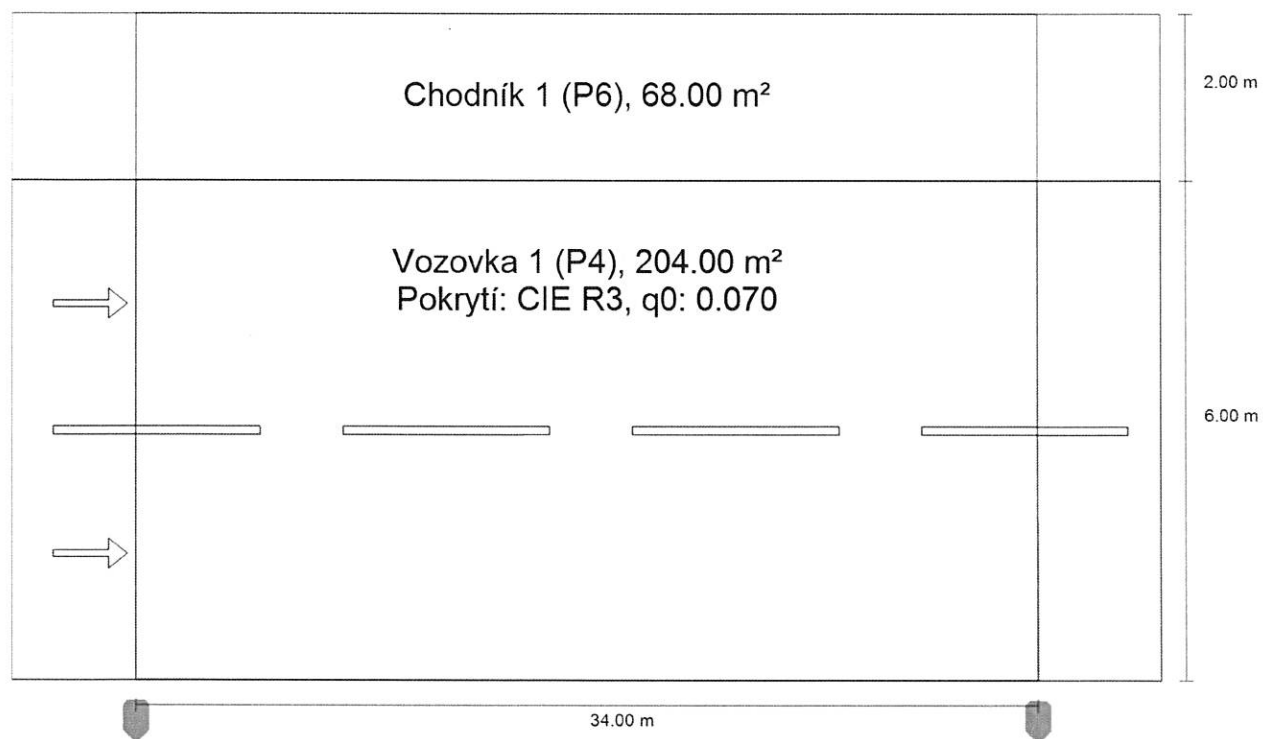 Chodník 1 (P6), 68.00 m²
2.00 m
Vozovka 1 (P4), 204.00 m²
Pokrytí: CIE R3, q0: 0.070
6.00 m
34.00 m